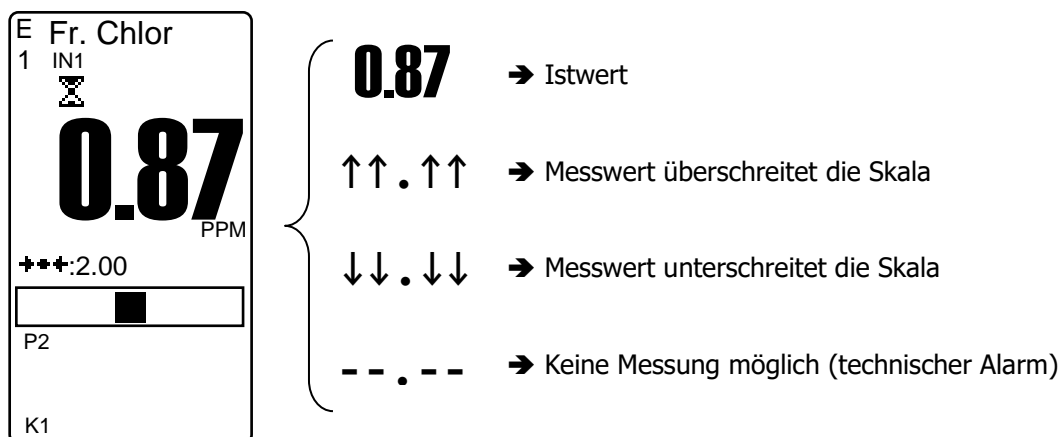 E Fr. Chlor
1 IN1
0.87
PPM
:2.00
P2
K1
0.87 ➔ Istwert
↑↑.↑↑ ➔ Messwert überschreitet die Skala
↓↓.↓↓ ➔ Messwert unterschreitet die Skala
--.-- ➔ Keine Messung möglich (technischer Alarm)